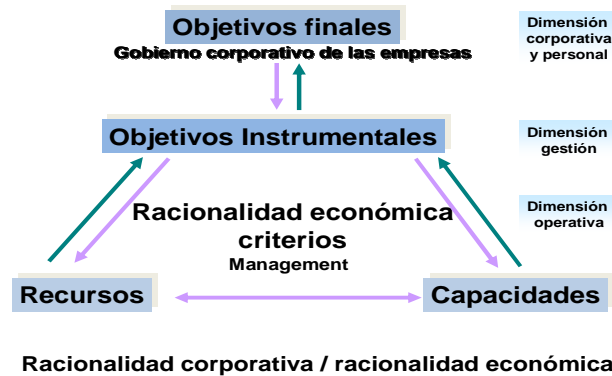 Objetivos finales
Gobierno corporativo de las empresas
Dimensión
corporativa
y personal
Objetivos Instrumentales
Dimensión
gestión
Dimensión
operativa
Racionalidad económica
criterios
Management
Recursos
Capacidades
Racionalidad corporativa / racionalidad económica